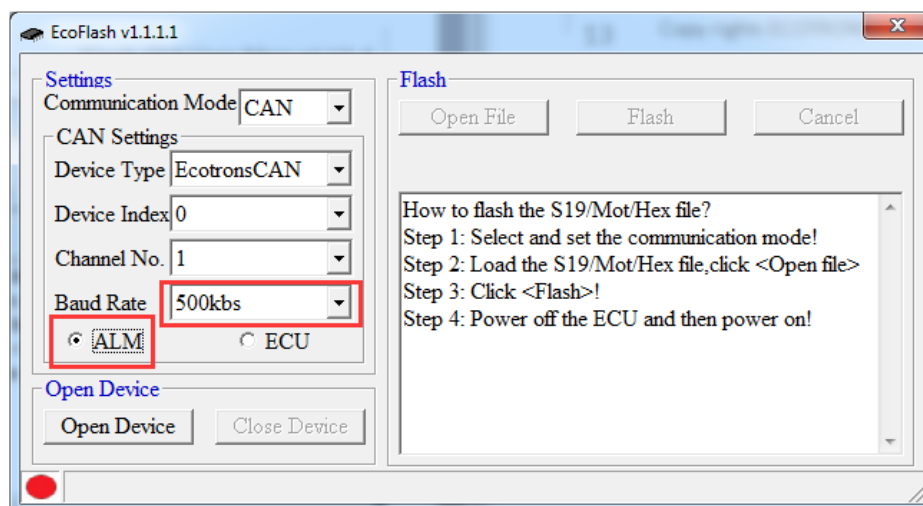 EcoFlash v1.1.1.1
Settings
Communication Mode CAN
CAN Settings
Device Type EcotronsCAN
Device Index 0
Channel No. 1
Baud Rate 500kbs
ALM ECU
Open Device
Open Device Close Device
Flash
Open File Flash Cancel
How to flash the S19/Mot/Hex file?
Step 1: Select and set the communication mode!
Step 2: Load the S19/Mot/Hex file,click <Open file>
Step 3: Click <Flash>!
Step 4: Power off the ECU and then power on!